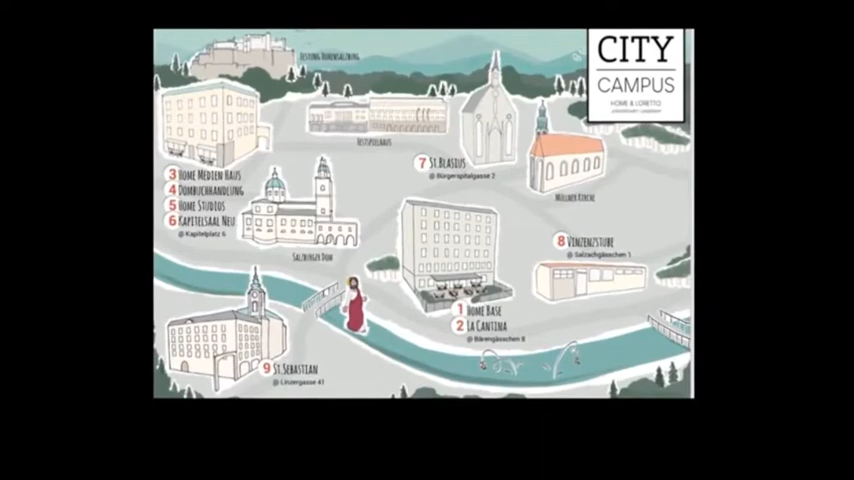 FESTUNG HOHENSALZBURG
CITY
CAMPUS
HOME & LORETTO
3 HOME MEDIEN HAUS
4 DOMBUCHHANDLUNG
5 HOME STUDIOS
6 KAPITELSAAL NEU
@ Kapitelplatz 6
FESTSPIELHAUS
7 ST.BLASIUS
@ Bürgerspitalgasse 2
MÜLLNER KIRCHE
SALZBURGER DOM
8 VINZENZSTUBE
@ Salzachgässchen 1
1 HOME BASE
2 LA CANTINA
@ Bärengässchen 8
9 ST.SEBASTIAN
@ Linzergasse 41